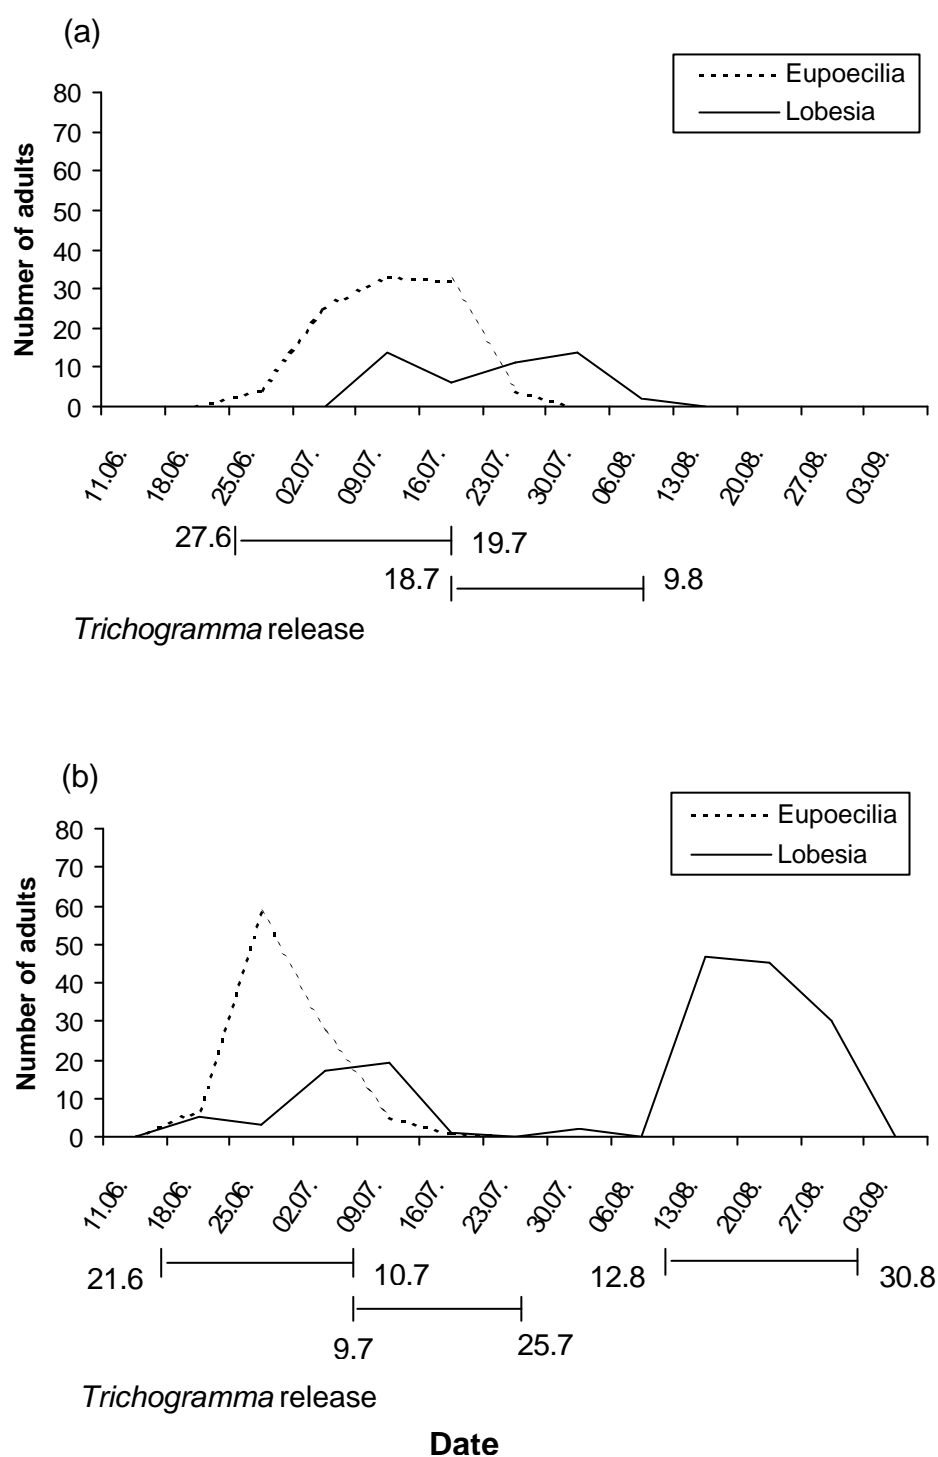 (a)
Eupoecilia
Lobesia
Nubmer of adults
80
70
60
50
40
30
20
10
0
11.06. 18.06. 25.06. 02.07. 09.07. 16.07. 23.07. 30.07. 06.08. 13.08. 20.08. 27.08. 03.09.
27.6 19.7
18.7 9.8
Trichogramma release
(b)
Eupoecilia
Lobesia
Number of adults
80
70
60
50
40
30
20
10
0
11.06. 18.06. 25.06. 02.07. 09.07. 16.07. 23.07. 30.07. 06.08. 13.08. 20.08. 27.08. 03.09.
21.6 10.7 12.8 30.8
9.7 25.7
Trichogramma release
Date